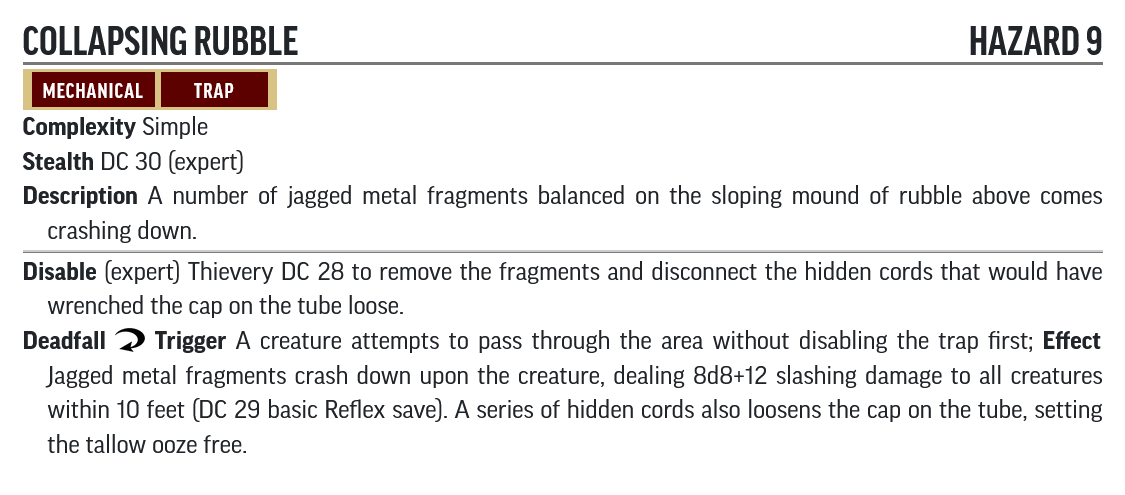 COLLAPSING RUBBLE HAZARD 9
MECHANICAL TRAP
Complexity Simple
Stealth DC 30 (expert)
Description A number of jagged metal fragments balanced on the sloping mound of rubble above comes
crashing down.
Disable (expert) Thievery DC 28 to remove the fragments and disconnect the hidden cords that would have
wrenched the cap on the tube loose.
Deadfall Trigger A creature attempts to pass through the area without disabling the trap first; Effect
Jagged metal fragments crash down upon the creature, dealing 8d8+12 slashing damage to all creatures
within 10 feet (DC 29 basic Reflex save). A series of hidden cords also loosens the cap on the tube, setting
the tallow ooze free.